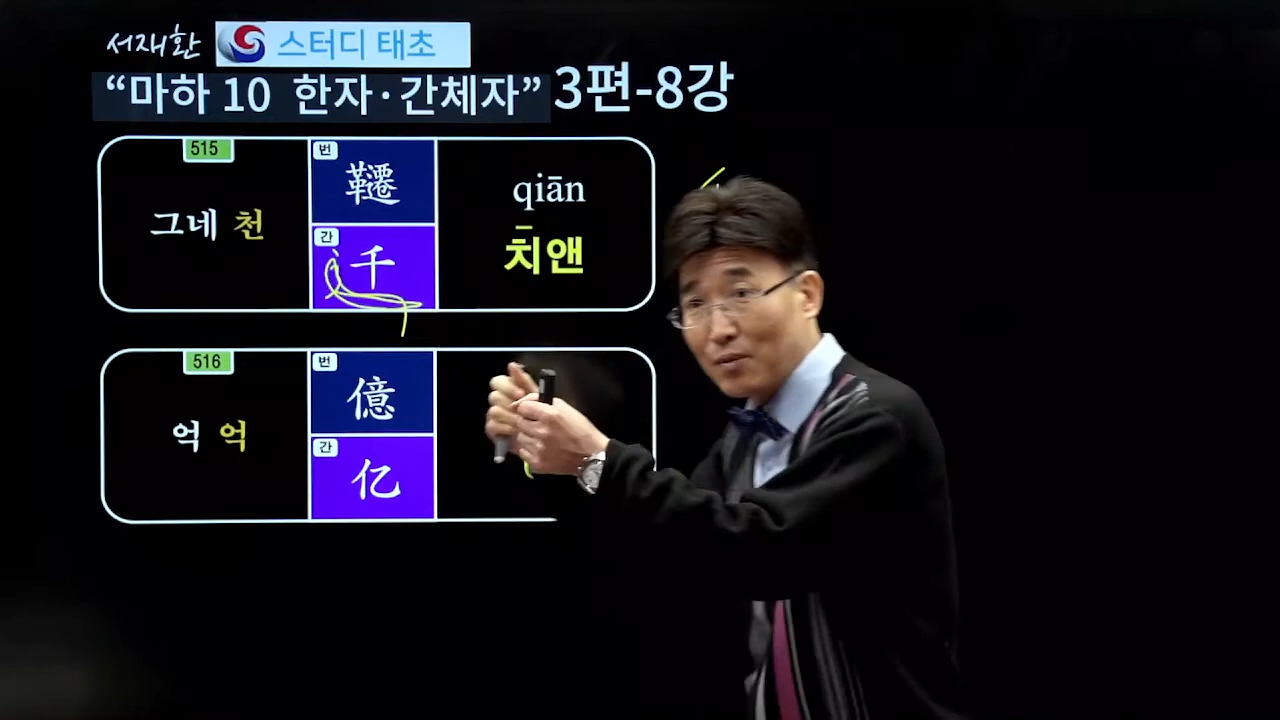 서재환 스터디 태초
“마하 10 한자·간체자” 3편-8강
515
그네 천
번
韆
간
千
qiān
치앤
516
억 억
번
億
간
亿